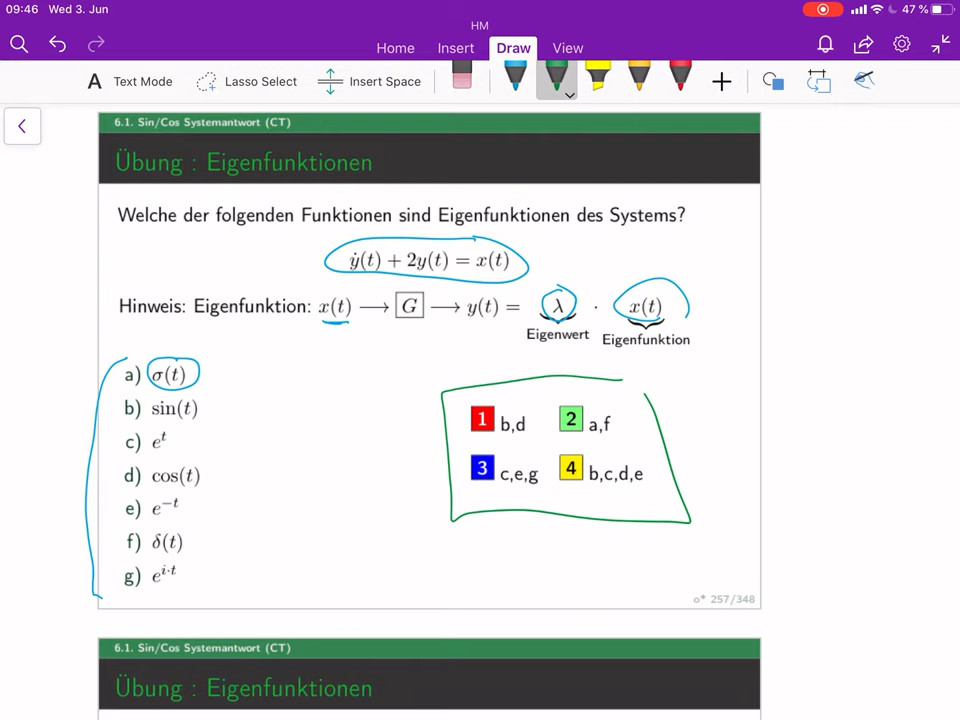 09:46 Wed 3. Jun
47 %
HM
Home Insert Draw View
A Text Mode Lasso Select Insert Space
6.1. Sin/Cos Systemantwort (CT)
Übung : Eigenfunktionen
Welche der folgenden Funktionen sind Eigenfunktionen des Systems?
ẏ(t) + 2y(t) = x(t)
Hinweis: Eigenfunktion: x(t) ⟶ G ⟶ y(t) = λ · x(t)
Eigenwert Eigenfunktion
a) σ(t)
b) sin(t)
c) e^t
d) cos(t)
e) e^{−t}
f) δ(t)
g) e^{i·t}
1 b,d 2 a,f
3 c,e,g 4 b,c,d,e
o* 257/348
6.1. Sin/Cos Systemantwort (CT)
Übung : Eigenfunktionen